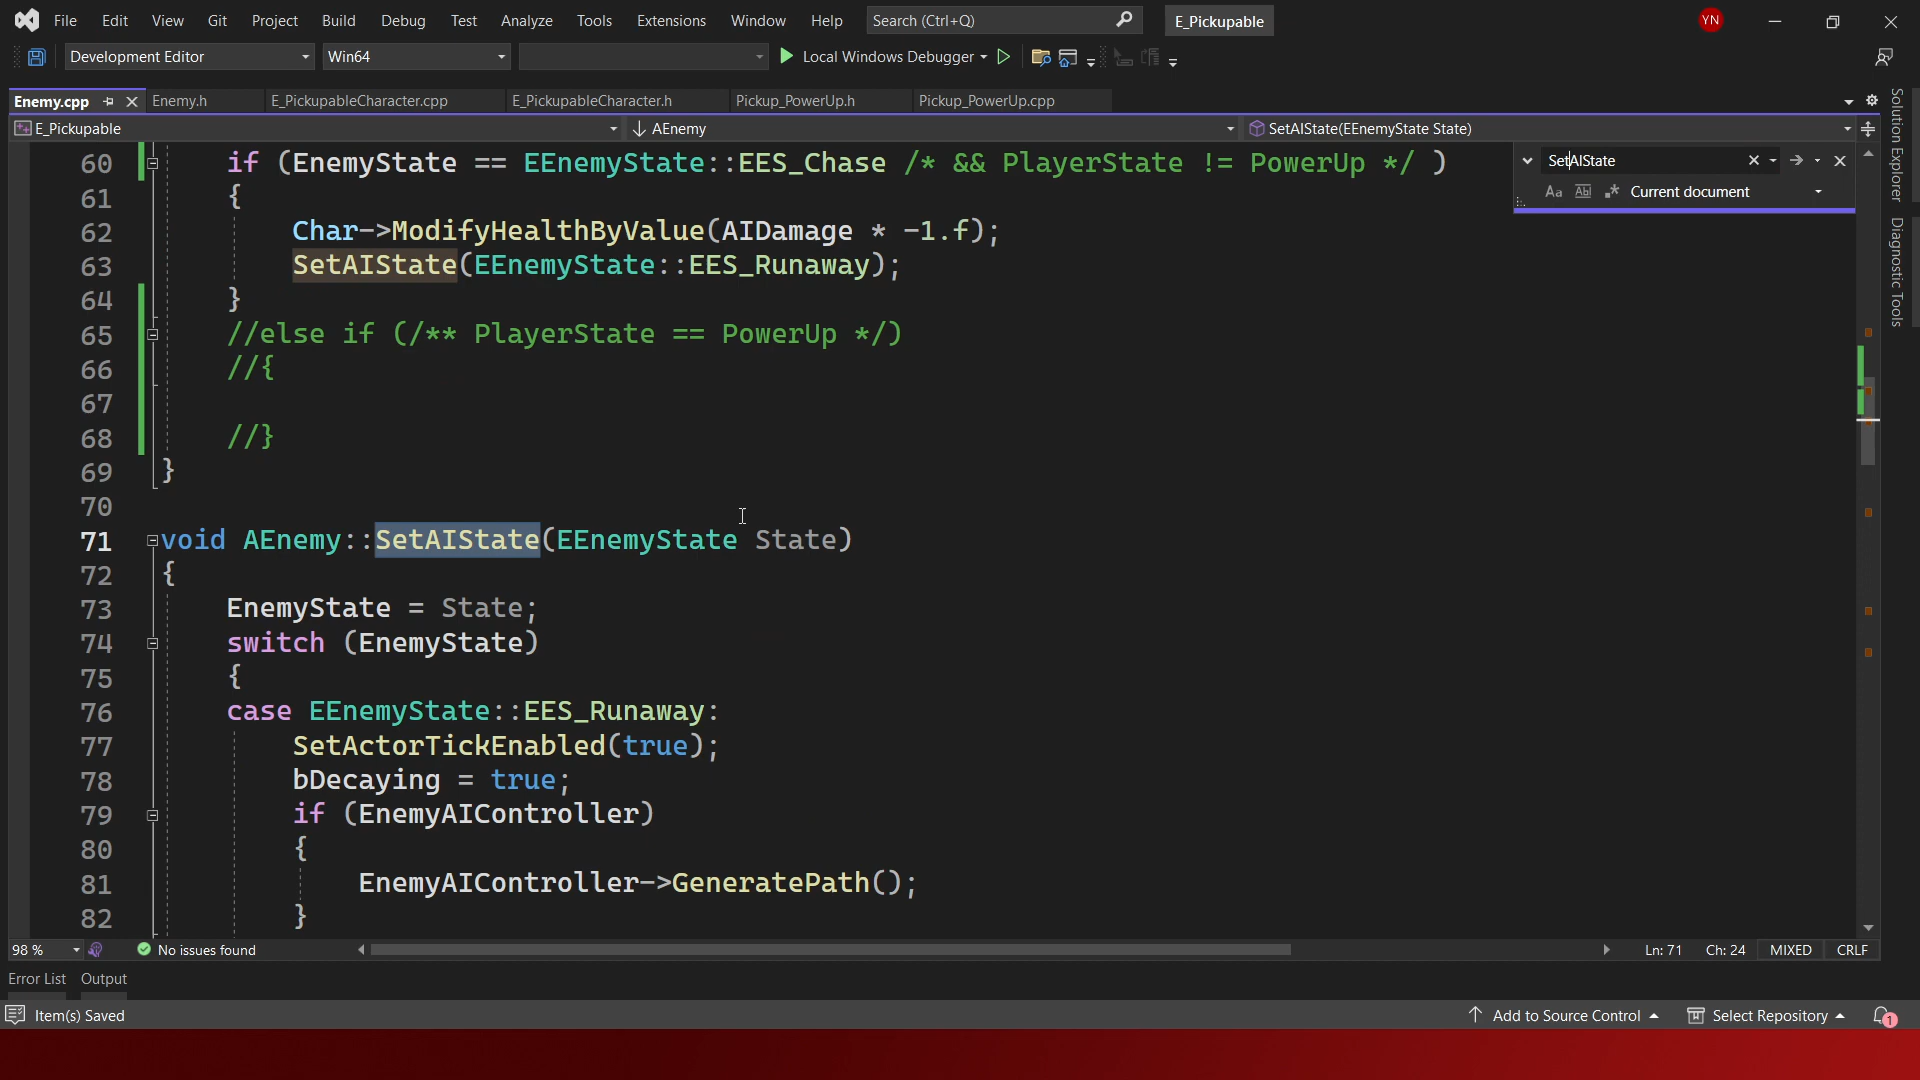 File Edit View Git Project Build Debug Test Analyze Tools Extensions Window Help Search (Ctrl+Q) E_Pickupable YN
Development Editor Win64 Local Windows Debugger
Enemy.cpp Enemy.h E_PickupableCharacter.cpp E_PickupableCharacter.h Pickup_PowerUp.h Pickup_PowerUp.cpp
E_Pickupable AEnemy SetAIState(EEnemyState State)
SetAIState
Aa Ab Current document
Solution Explorer
Diagnostic Tools
60 if (EnemyState == EEnemyState::EES_Chase /* && PlayerState != PowerUp */ )
61 {
62 Char->ModifyHealthByValue(AIDamage * -1.f);
63 SetAIState(EEnemyState::EES_Runaway);
64 }
65 //else if (/** PlayerState == PowerUp */)
66 //{
67
68 //}
69 }
70
71 void AEnemy::SetAIState(EEnemyState State)
72 {
73 EnemyState = State;
74 switch (EnemyState)
75 {
76 case EEnemyState::EES_Runaway:
77 SetActorTickEnabled(true);
78 bDecaying = true;
79 if (EnemyAIController)
80 {
81 EnemyAIController->GeneratePath();
82 }
98 % No issues found Ln: 71 Ch: 24 MIXED CRLF
Error List Output
Item(s) Saved Add to Source Control Select Repository 1